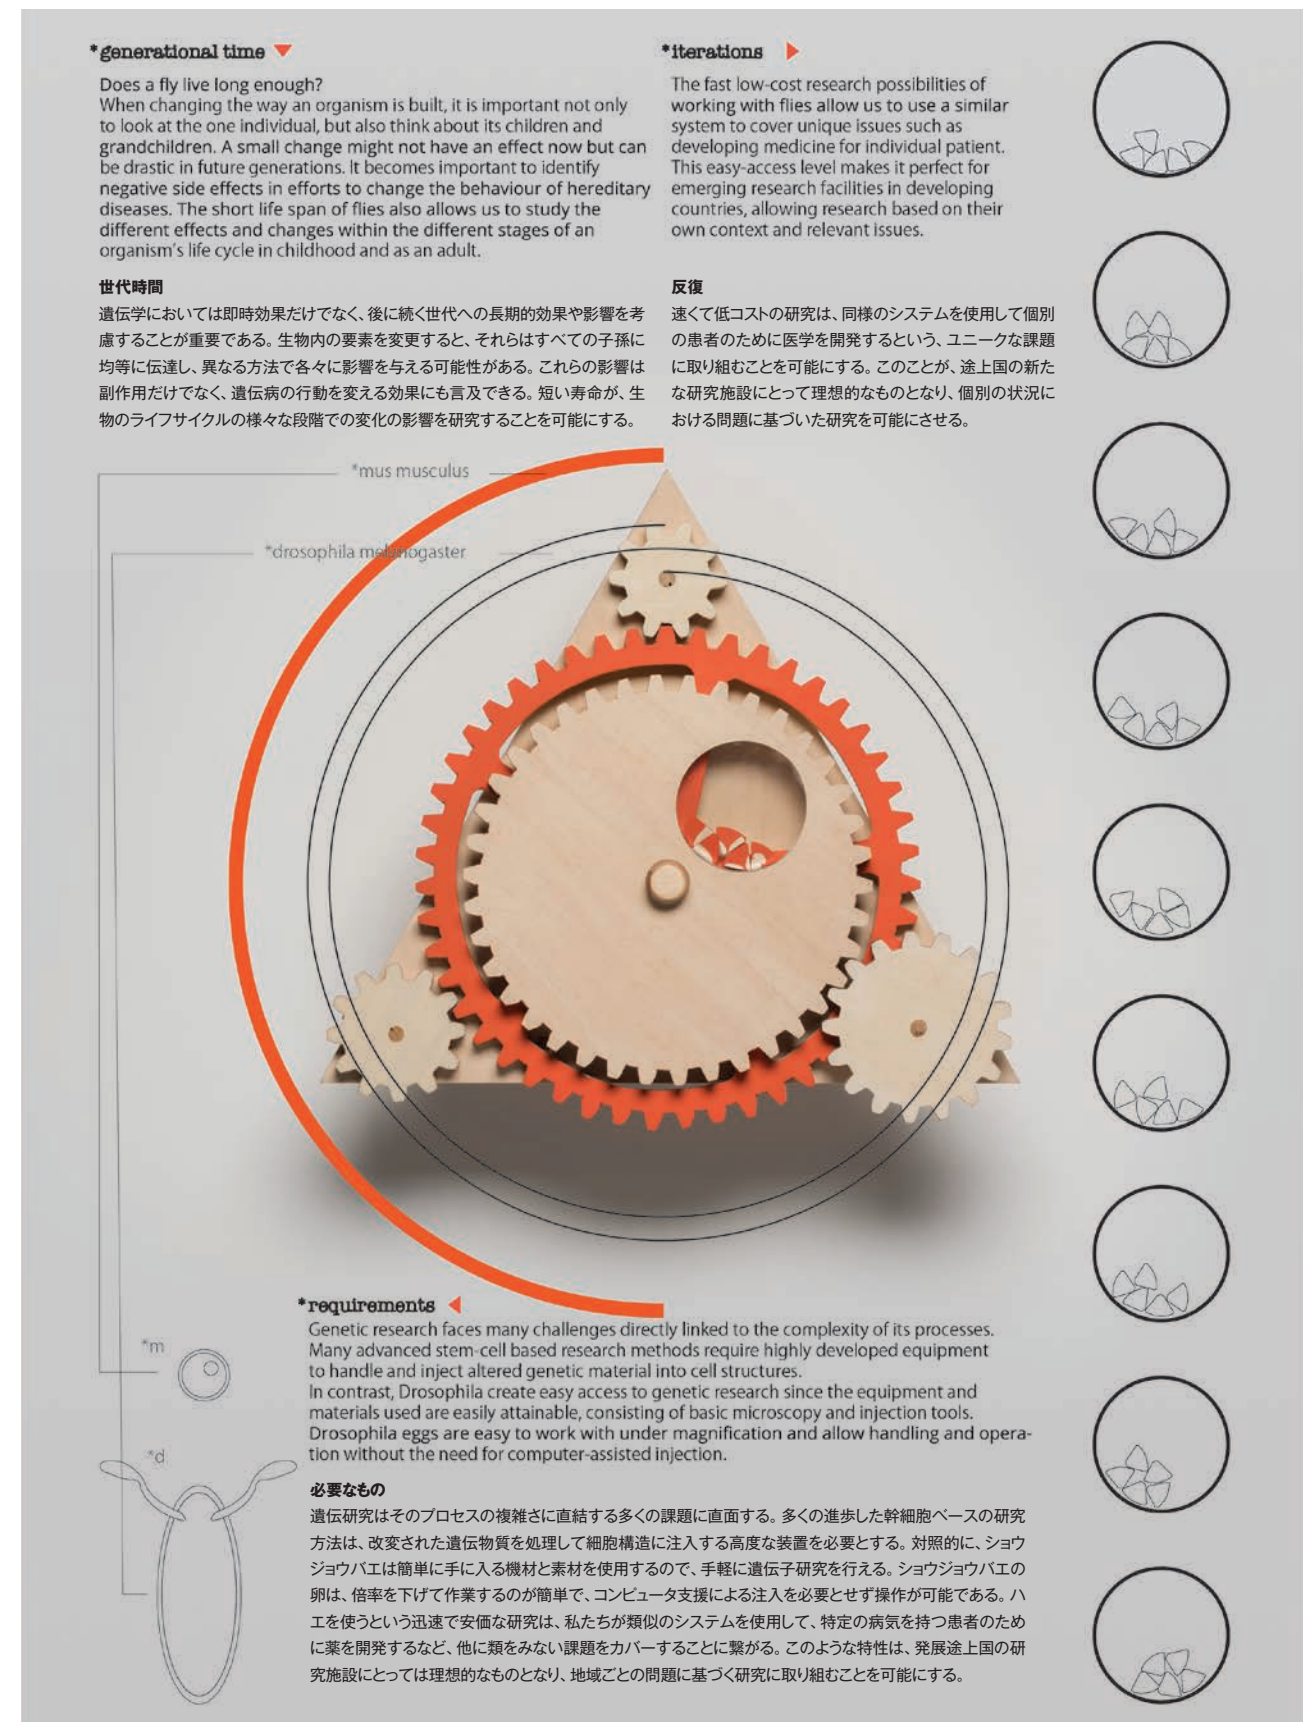 *generational time
Does a fly live long enough?
When changing the way an organism is built, it is important not only
to look at the one individual, but also think about its children and
grandchildren. A small change might not have an effect now but can
be drastic in future generations. It becomes important to identify
negative side effects in efforts to change the behaviour of hereditary
diseases. The short life span of flies also allows us to study the
different effects and changes within the different stages of an
organism's life cycle in childhood and as an adult.
世代時間
遺伝学においては即時効果だけでなく、後に続く世代への長期的効果や影響を考
慮することが重要である。生物内の要素を変更すると、それらはすべての子孫に
均等に伝達し、異なる方法で各々に影響を与える可能性がある。これらの影響は
副作用だけでなく、遺伝病の行動を変える効果にも言及できる。短い寿命が、生
物のライフサイクルの様々な段階での変化の影響を研究することを可能にする。
*iterations
The fast low-cost research possibilities of
working with flies allow us to use a similar
system to cover unique issues such as
developing medicine for individual patient.
This easy-access level makes it perfect for
emerging research facilities in developing
countries, allowing research based on their
own context and relevant issues.
反復
速くて低コストの研究は、同様のシステムを使用して個別
の患者のために医学を開発するという、ユニークな課題
に取り組むことを可能にする。このことが、途上国の新た
な研究施設にとって理想的なものとなり、個別の状況に
おける問題に基づいた研究を可能にさせる。
*mus musculus
*drosophila melanogaster
*requirements
Genetic research faces many challenges directly linked to the complexity of its processes.
Many advanced stem-cell based research methods require highly developed equipment
to handle and inject altered genetic material into cell structures.
In contrast, Drosophila create easy access to genetic research since the equipment and
materials used are easily attainable, consisting of basic microscopy and injection tools.
Drosophila eggs are easy to work with under magnification and allow handling and opera-
tion without the need for computer-assisted injection.
*m
*d
必要なもの
遺伝研究はそのプロセスの複雑さに直結する多くの課題に直面する。多くの進歩した幹細胞ベースの研究
方法は、改変された遺伝物質を処理して細胞構造に注入する高度な装置を必要とする。対照的に、ショウ
ジョウバエは簡単に手に入る機材と素材を使用するので、手軽に遺伝子研究を行える。ショウジョウバエの
卵は、倍率を下げて作業するのが簡単で、コンピュータ支援による注入を必要とせず操作が可能である。ハ
エを使うという迅速で安価な研究は、私たちが類似のシステムを使用して、特定の病気を持つ患者のため
に薬を開発するなど、他に類をみない課題をカバーすることに繋がる。このような特性は、発展途上国の研
究施設にとっては理想的なものとなり、地域ごとの問題に基づく研究に取り組むことを可能にする。